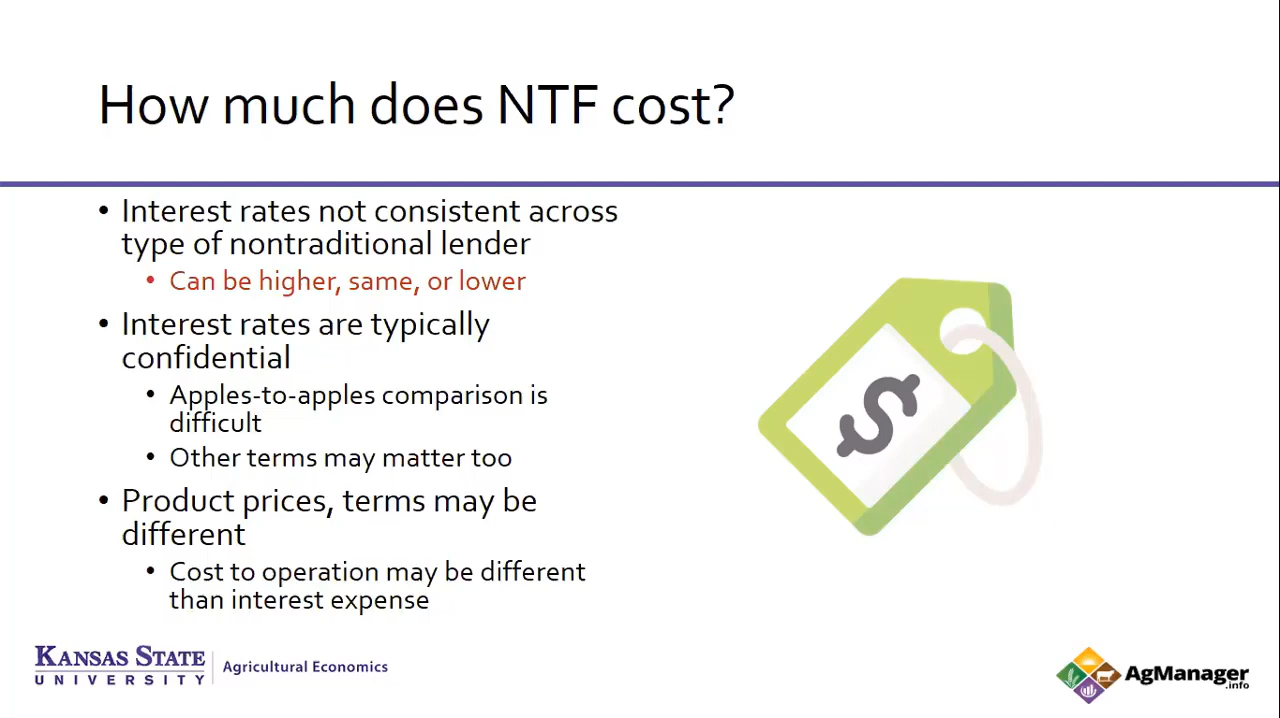 How much does NTF cost?
• Interest rates not consistent across
type of nontraditional lender
• Can be higher, same, or lower
• Interest rates are typically
confidential
• Apples-to-apples comparison is
difficult
• Other terms may matter too
• Product prices, terms may be
different
• Cost to operation may be different
than interest expense
$
KANSAS STATE
UNIVERSITY
Agricultural Economics
AgManager
.info